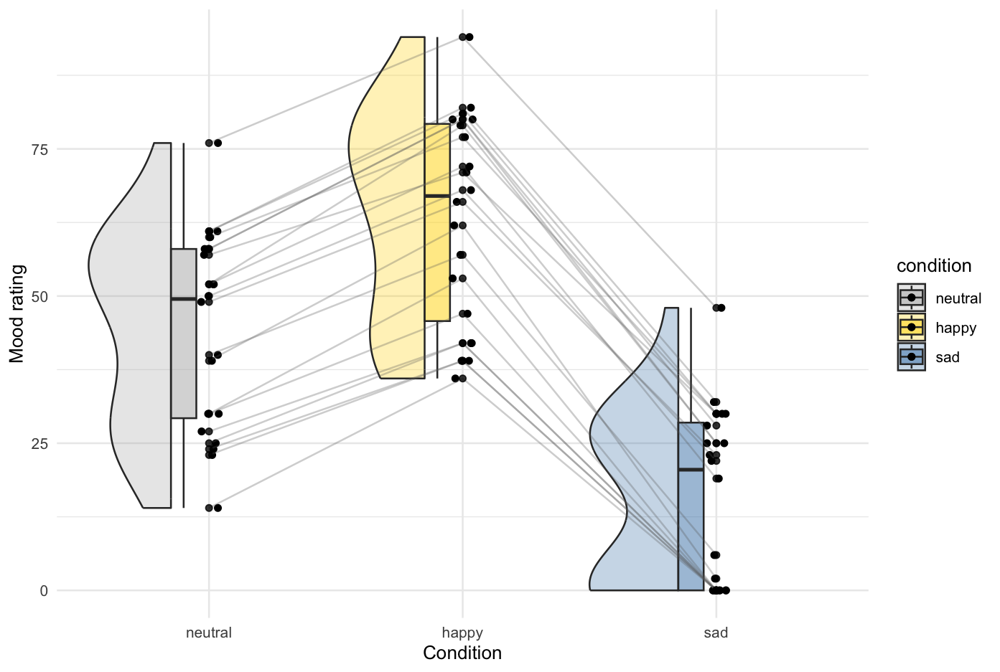 Mood rating
75
50
25
0
neutral
happy
sad
Condition
condition
neutral
happy
sad